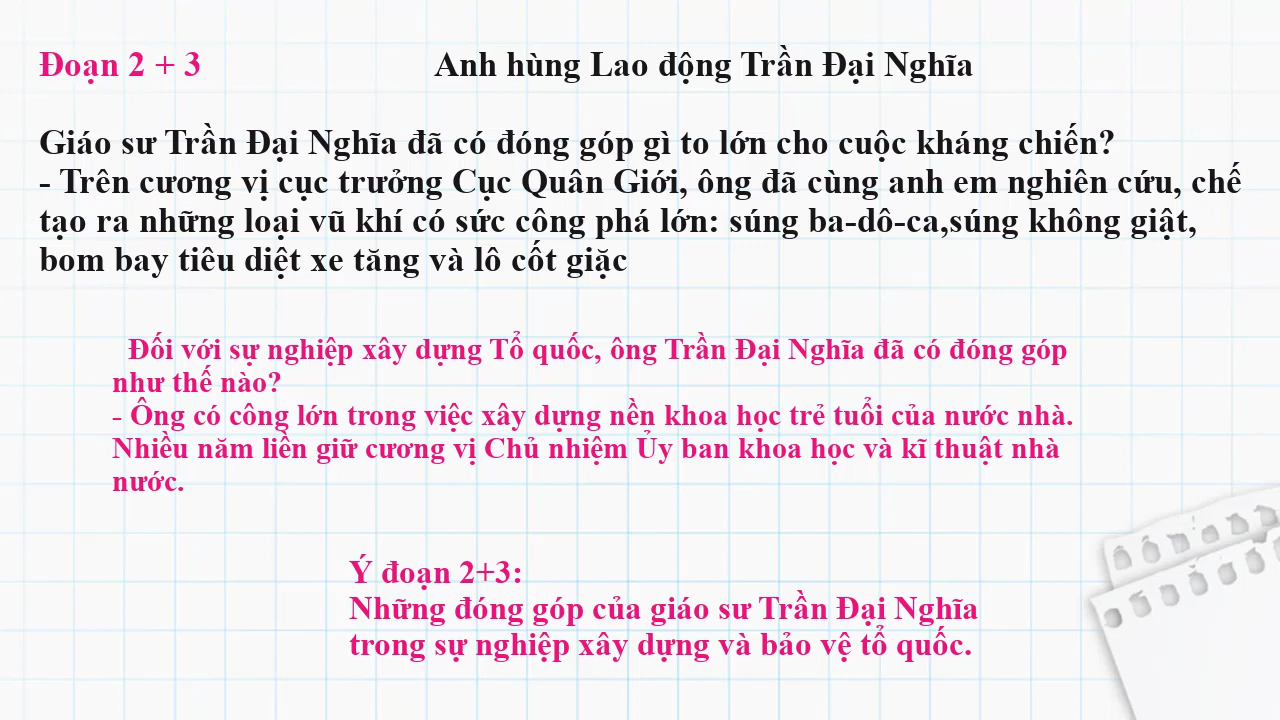 Đoạn 2 + 3 Anh hùng Lao động Trần Đại Nghĩa
Giáo sư Trần Đại Nghĩa đã có đóng góp gì to lớn cho cuộc kháng chiến?
- Trên cương vị cục trưởng Cục Quân Giới, ông đã cùng anh em nghiên cứu, chế
tạo ra những loại vũ khí có sức công phá lớn: súng ba-dô-ca,súng không giật,
bom bay tiêu diệt xe tăng và lô cốt giặc
Đối với sự nghiệp xây dựng Tổ quốc, ông Trần Đại Nghĩa đã có đóng góp
như thế nào?
- Ông có công lớn trong việc xây dựng nền khoa học trẻ tuổi của nước nhà.
Nhiều năm liền giữ cương vị Chủ nhiệm Ủy ban khoa học và kĩ thuật nhà
nước.
Ý đoạn 2+3:
Những đóng góp của giáo sư Trần Đại Nghĩa
trong sự nghiệp xây dựng và bảo vệ tổ quốc.